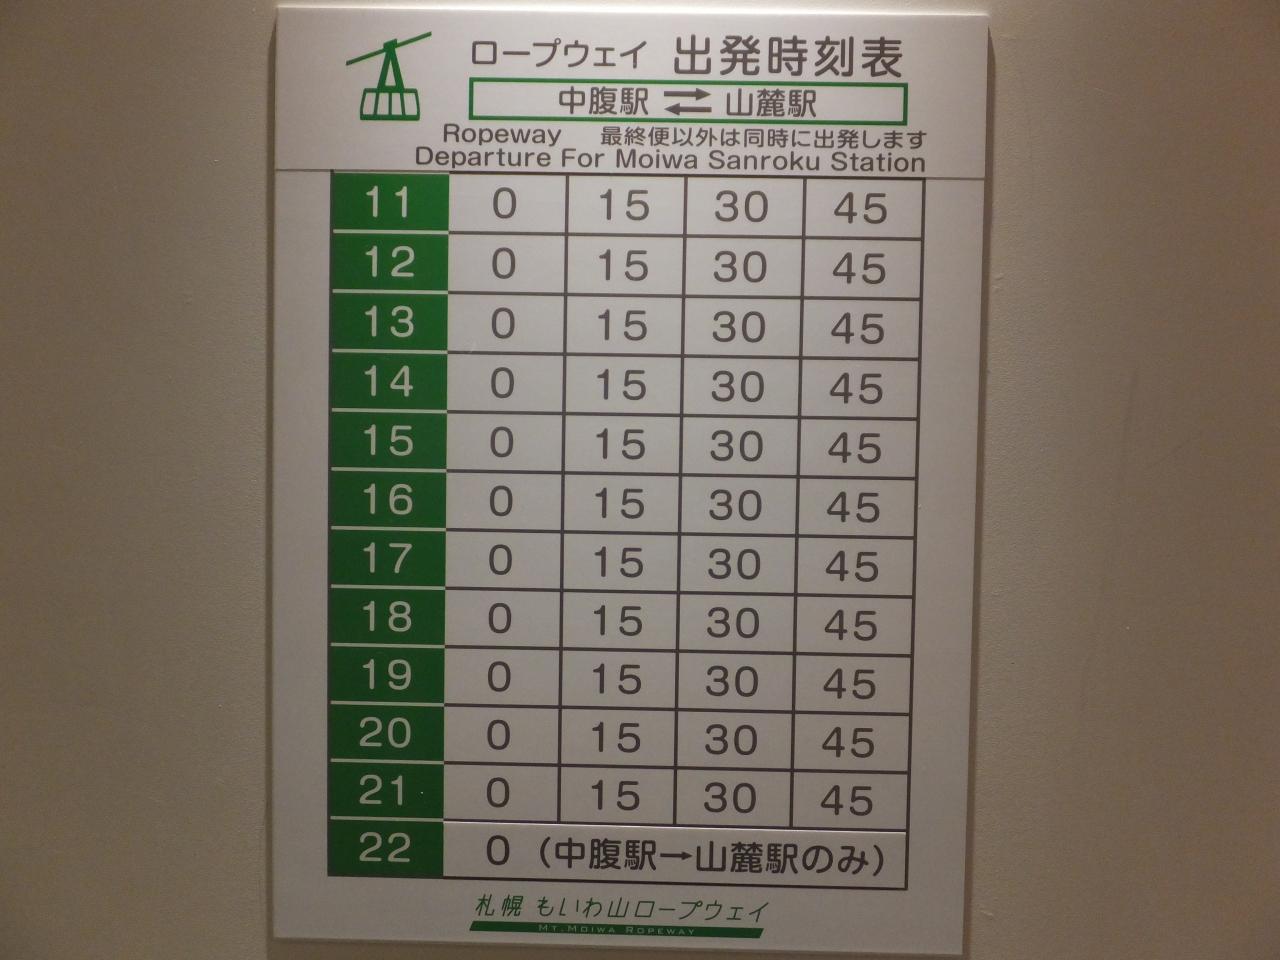 ロープウェイ 出発時刻表
中腹駅 ⇄ 山麓駅
Ropeway 最終便以外は同時に出発します
Departure For Moiwa Sanroku Station
11 0 15 30 45
12 0 15 30 45
13 0 15 30 45
14 0 15 30 45
15 0 15 30 45
16 0 15 30 45
17 0 15 30 45
18 0 15 30 45
19 0 15 30 45
20 0 15 30 45
21 0 15 30 45
22 0 (中腹駅→山麓駅のみ)
札幌 もいわ山ロープウェイ
MT.MOIWA ROPEWAY